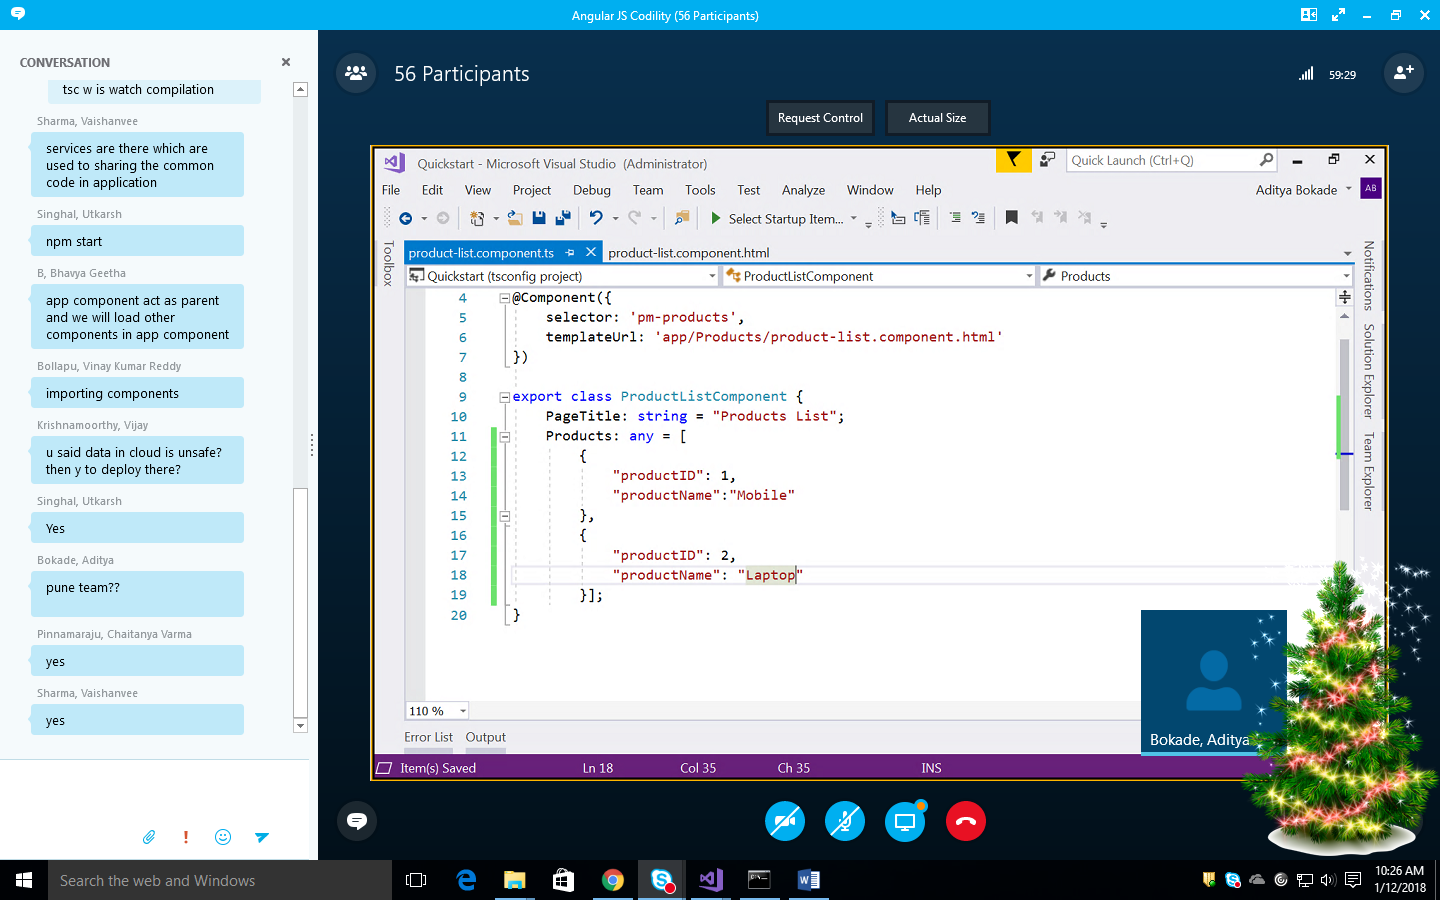 Angular JS Codility (56 Participants)
CONVERSATION
tsc w is watch compilation
Sharma, Vaishanvee
services are there which are
used to sharing the common
code in application
Singhal, Utkarsh
npm start
B, Bhavya Geetha
app component act as parent
and we will load other
components in app component
Bollapu, Vinay Kumar Reddy
importing components
Krishnamoorthy, Vijay
u said data in cloud is unsafe?
then y to deploy there?
Singhal, Utkarsh
Yes
Bokade, Aditya
pune team??
Pinnamaraju, Chaitanya Varma
yes
Sharma, Vaishanvee
yes
56 Participants
59:29
Request Control
Actual Size
Quickstart - Microsoft Visual Studio (Administrator)
Quick Launch (Ctrl+Q)
File Edit View Project Debug Team Tools Test Analyze Window Help
Aditya Bokade
AB
Select Startup Item...
Toolbox
product-list.component.ts
product-list.component.html
Quickstart (tsconfig project)
ProductListComponent
Products
4 @Component({
5 selector: 'pm-products',
6 templateUrl: 'app/Products/product-list.component.html'
7 })
8
9 export class ProductListComponent {
10 PageTitle: string = "Products List";
11 Products: any = [
12 {
13 "productID": 1,
14 "productName":"Mobile"
15 },
16 {
17 "productID": 2,
18 "productName": "Laptop"
19 }];
20 }
Notifications
Solution Explorer
Team Explorer
110 %
Error List Output
Item(s) Saved
Ln 18
Col 35
Ch 35
INS
Bokade, Aditya
Search the web and Windows
10:26 AM
1/12/2018